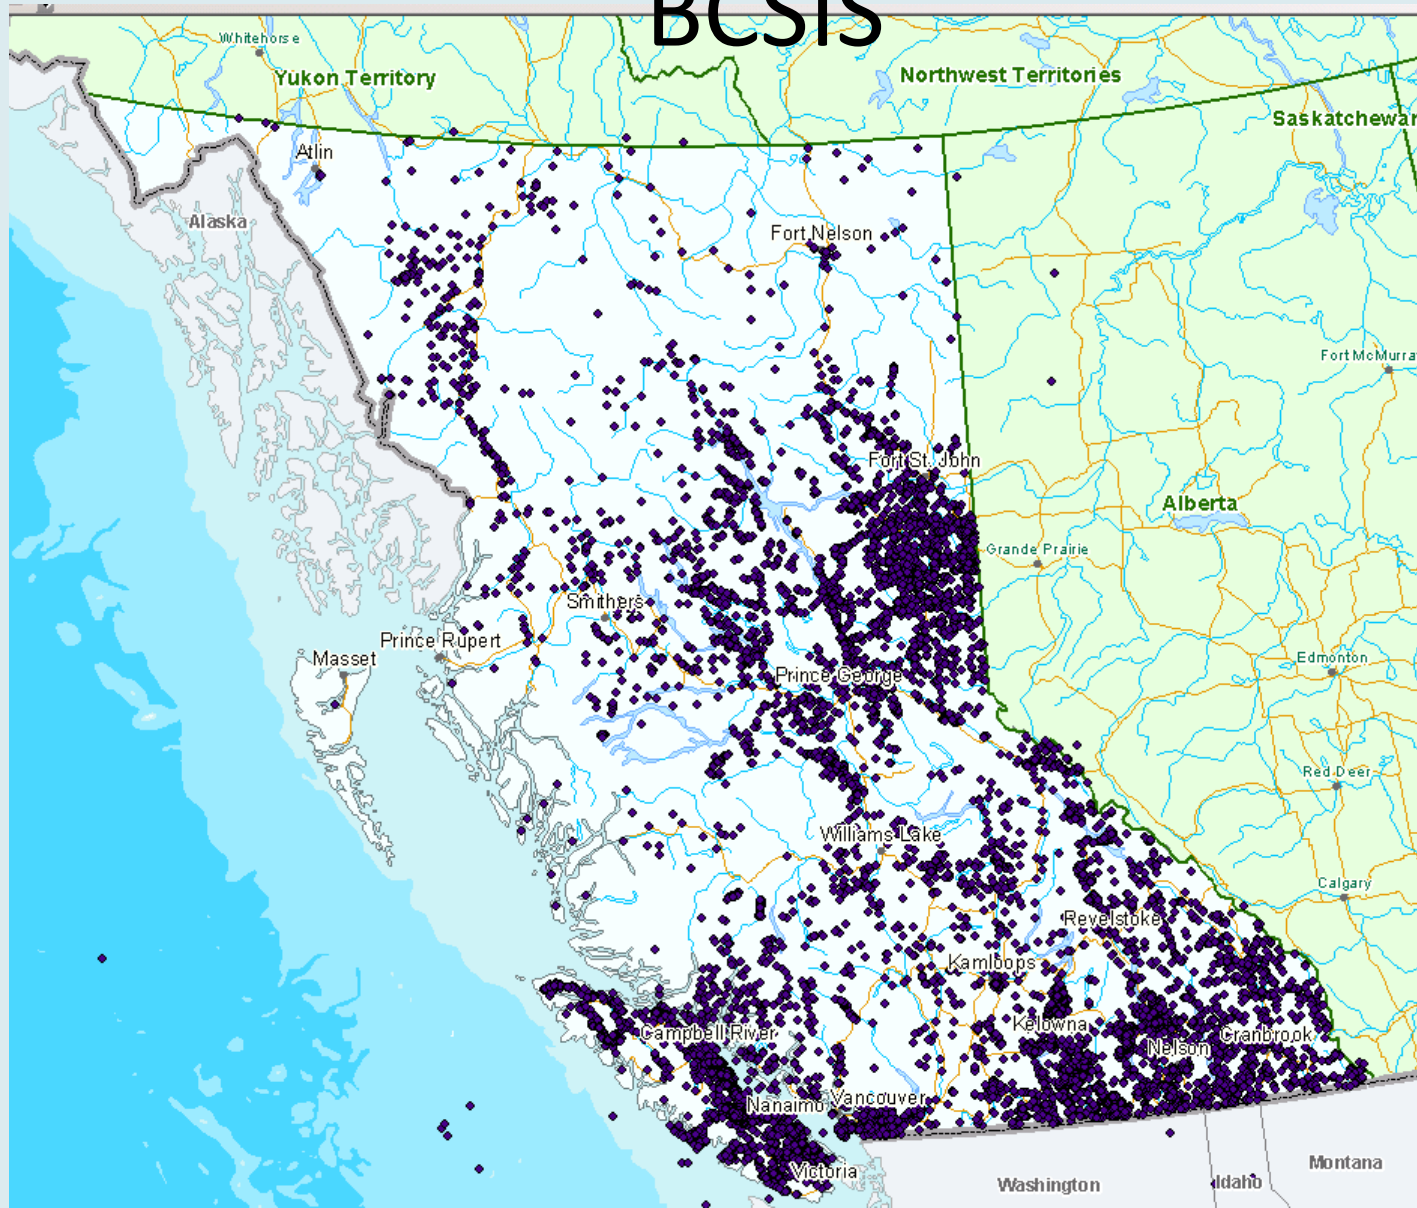 BCSIS
Whitehorse
Yukon Territory
Northwest Territories
Saskatchewan
Atlin
Alaska
Fort Nelson
Fort McMurra
Fort St. John
Alberta
Grande Prairie
Smithers
Prince Rupert
Masset
Edmonton
Prince George
Red Deer
Williams Lake
Calgary
Revelstoke
Kamloops
Kelowna
Campbell River
Cranbrook
Nelson
Nanaimo
Vancouver
Victoria
Montana
Washington
Idaho